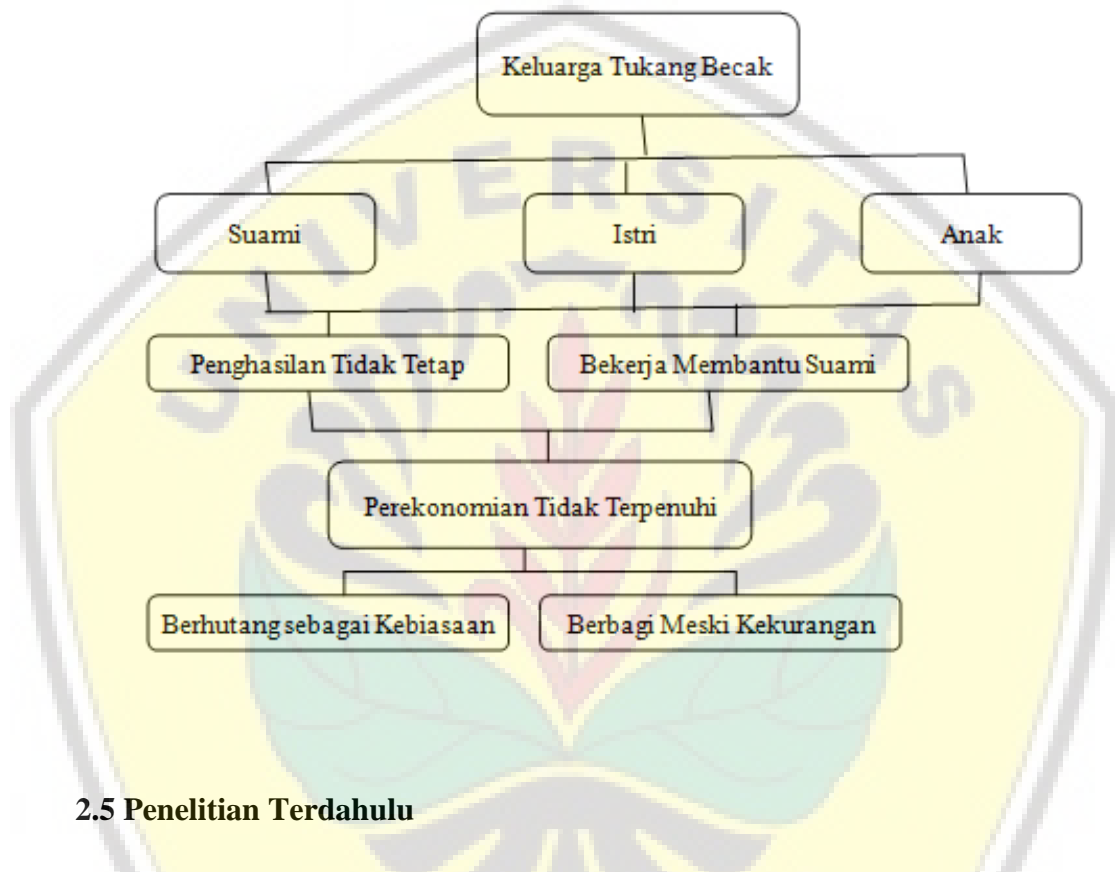 Keluarga Tukang Becak
UNIVERSITAS
Suami
Istri
Anak
Penghasilan Tidak Tetap
Bekerja Membantu Suami
Perekonomian Tidak Terpenuhi
Berhutang sebagai Kebiasaan
Berbagi Meski Kekurangan
2.5 Penelitian Terdahulu